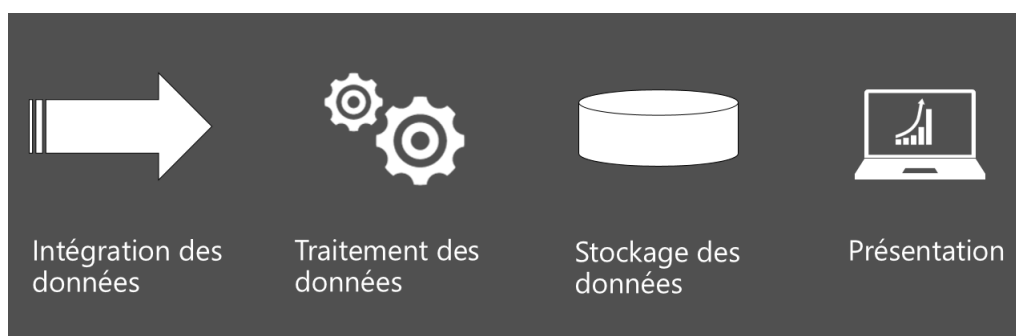 Intégration des
données
Traitement des
données
Stockage des
données
Présentation